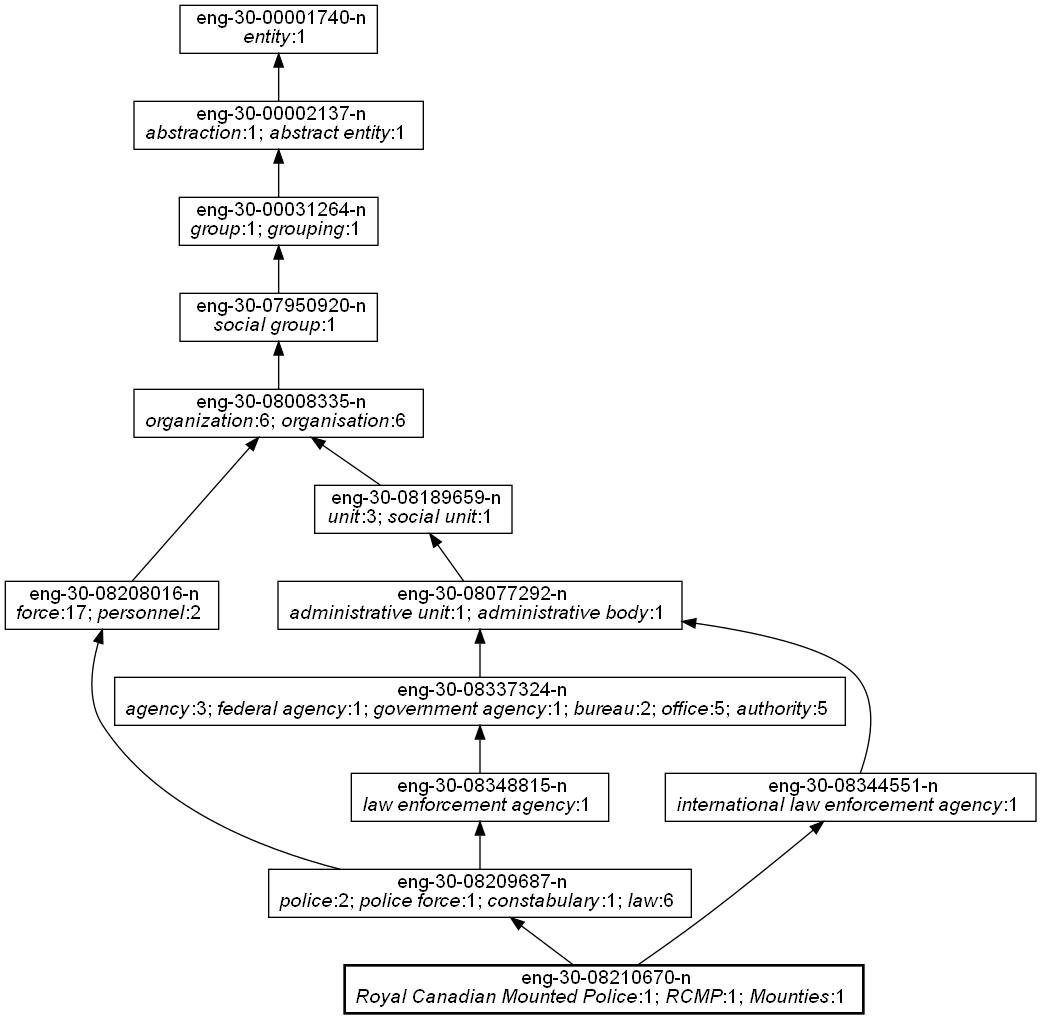 eng-30-00001740-n
entity:1
eng-30-00002137-n
abstraction:1; abstract entity:1
eng-30-00031264-n
group:1; grouping:1
eng-30-07950920-n
social group:1
eng-30-08008335-n
organization:6; organisation:6
eng-30-08189659-n
unit:3; social unit:1
eng-30-08208016-n
force:17; personnel:2
eng-30-08077292-n
administrative unit:1; administrative body:1
eng-30-08337324-n
agency:3; federal agency:1; government agency:1; bureau:2; office:5; authority:5
eng-30-08348815-n
law enforcement agency:1
eng-30-08344551-n
international law enforcement agency:1
eng-30-08209687-n
police:2; police force:1; constabulary:1; law:6
eng-30-08210670-n
Royal Canadian Mounted Police:1; RCMP:1; Mounties:1